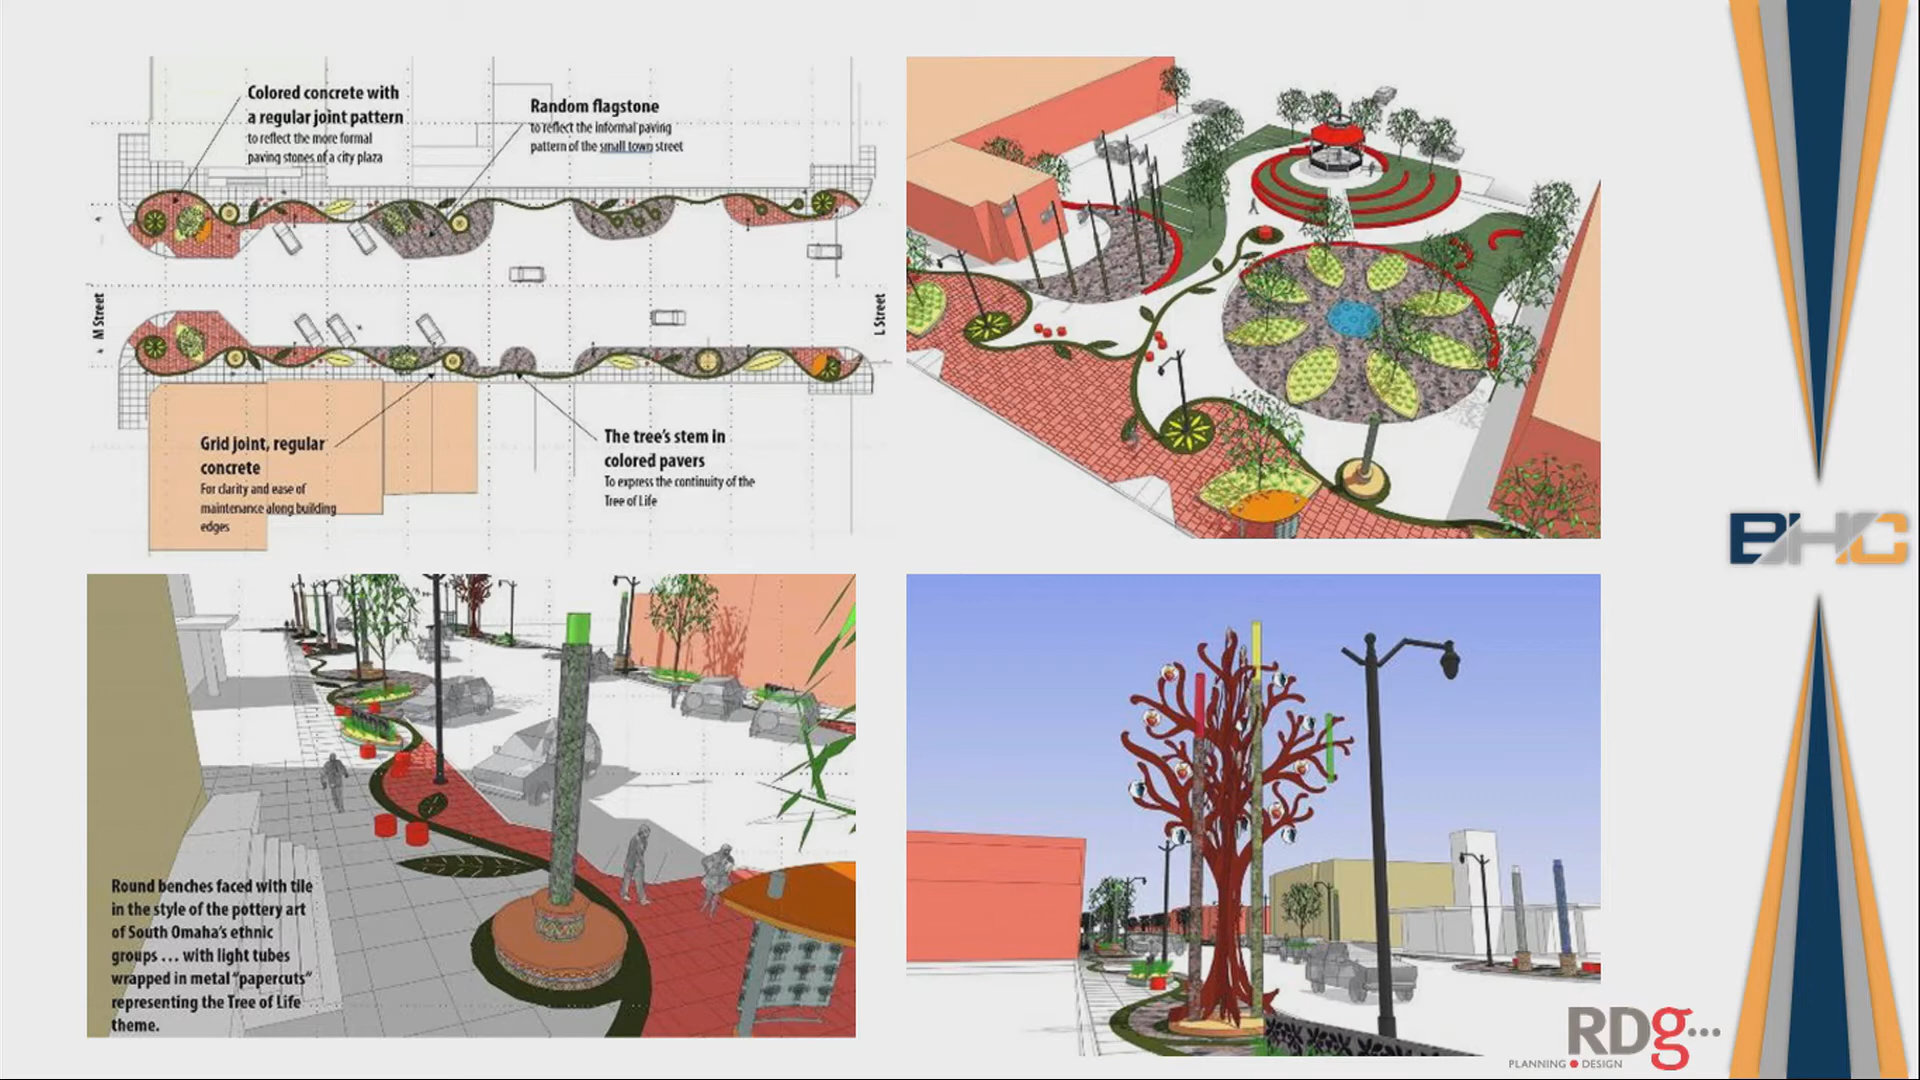 Colored concrete with
a regular joint pattern
to reflect the more formal
paving stones of a city plaza
Random flagstone
to reflect the informal paving
pattern of the small town street
M Street
L Street
Grid joint, regular
concrete
For clarity and ease of
maintenance along building
edges
The tree's stem in
colored pavers
To express the continuity of the
Tree of Life
Round benches faced with tile
in the style of the pottery art
of South Omaha's ethnic
groups ... with light tubes
wrapped in metal "papercuts"
representing the Tree of Life
theme.
BHC
RDg...
PLANNING • DESIGN